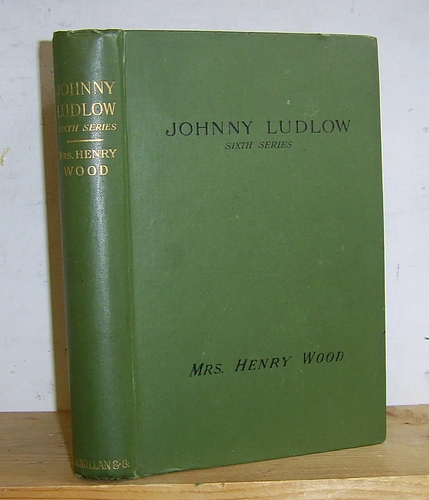 JOHNNY
LUDLOW
SIXTH SERIES
MRS. HENRY
WOOD
MACMILLAN & Co.
JOHNNY LUDLOW
SIXTH SERIES
MRS. HENRY WOOD